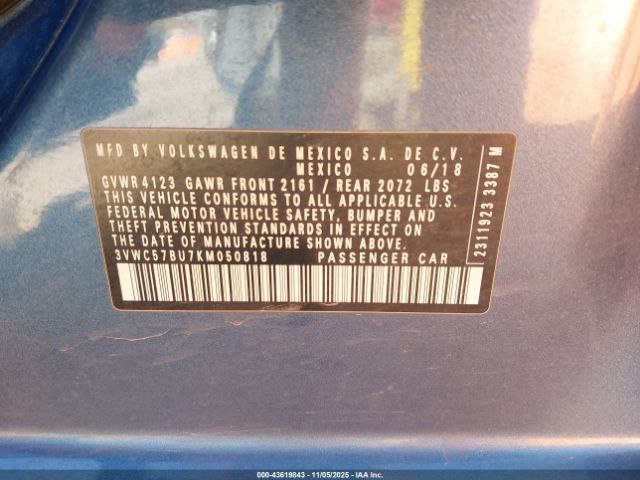 MFD BY VOLKSWAGEN DE MEXICO S.A. DE C.V.
MEXICO 06/18
GVWR 4123 GAWR FRONT 2161 / REAR 2072 LBS
THIS VEHICLE CONFORMS TO ALL APPLICABLE U.S.
FEDERAL MOTOR VEHICLE SAFETY, BUMPER AND
THEFT PREVENTION STANDARDS IN EFFECT ON
THE DATE OF MANUFACTURE SHOWN ABOVE.
3VWC57BU7KM050818 PASSENGER CAR
2311923 3387 M
000-43619843 - 11/05/2025 - IAA Inc.